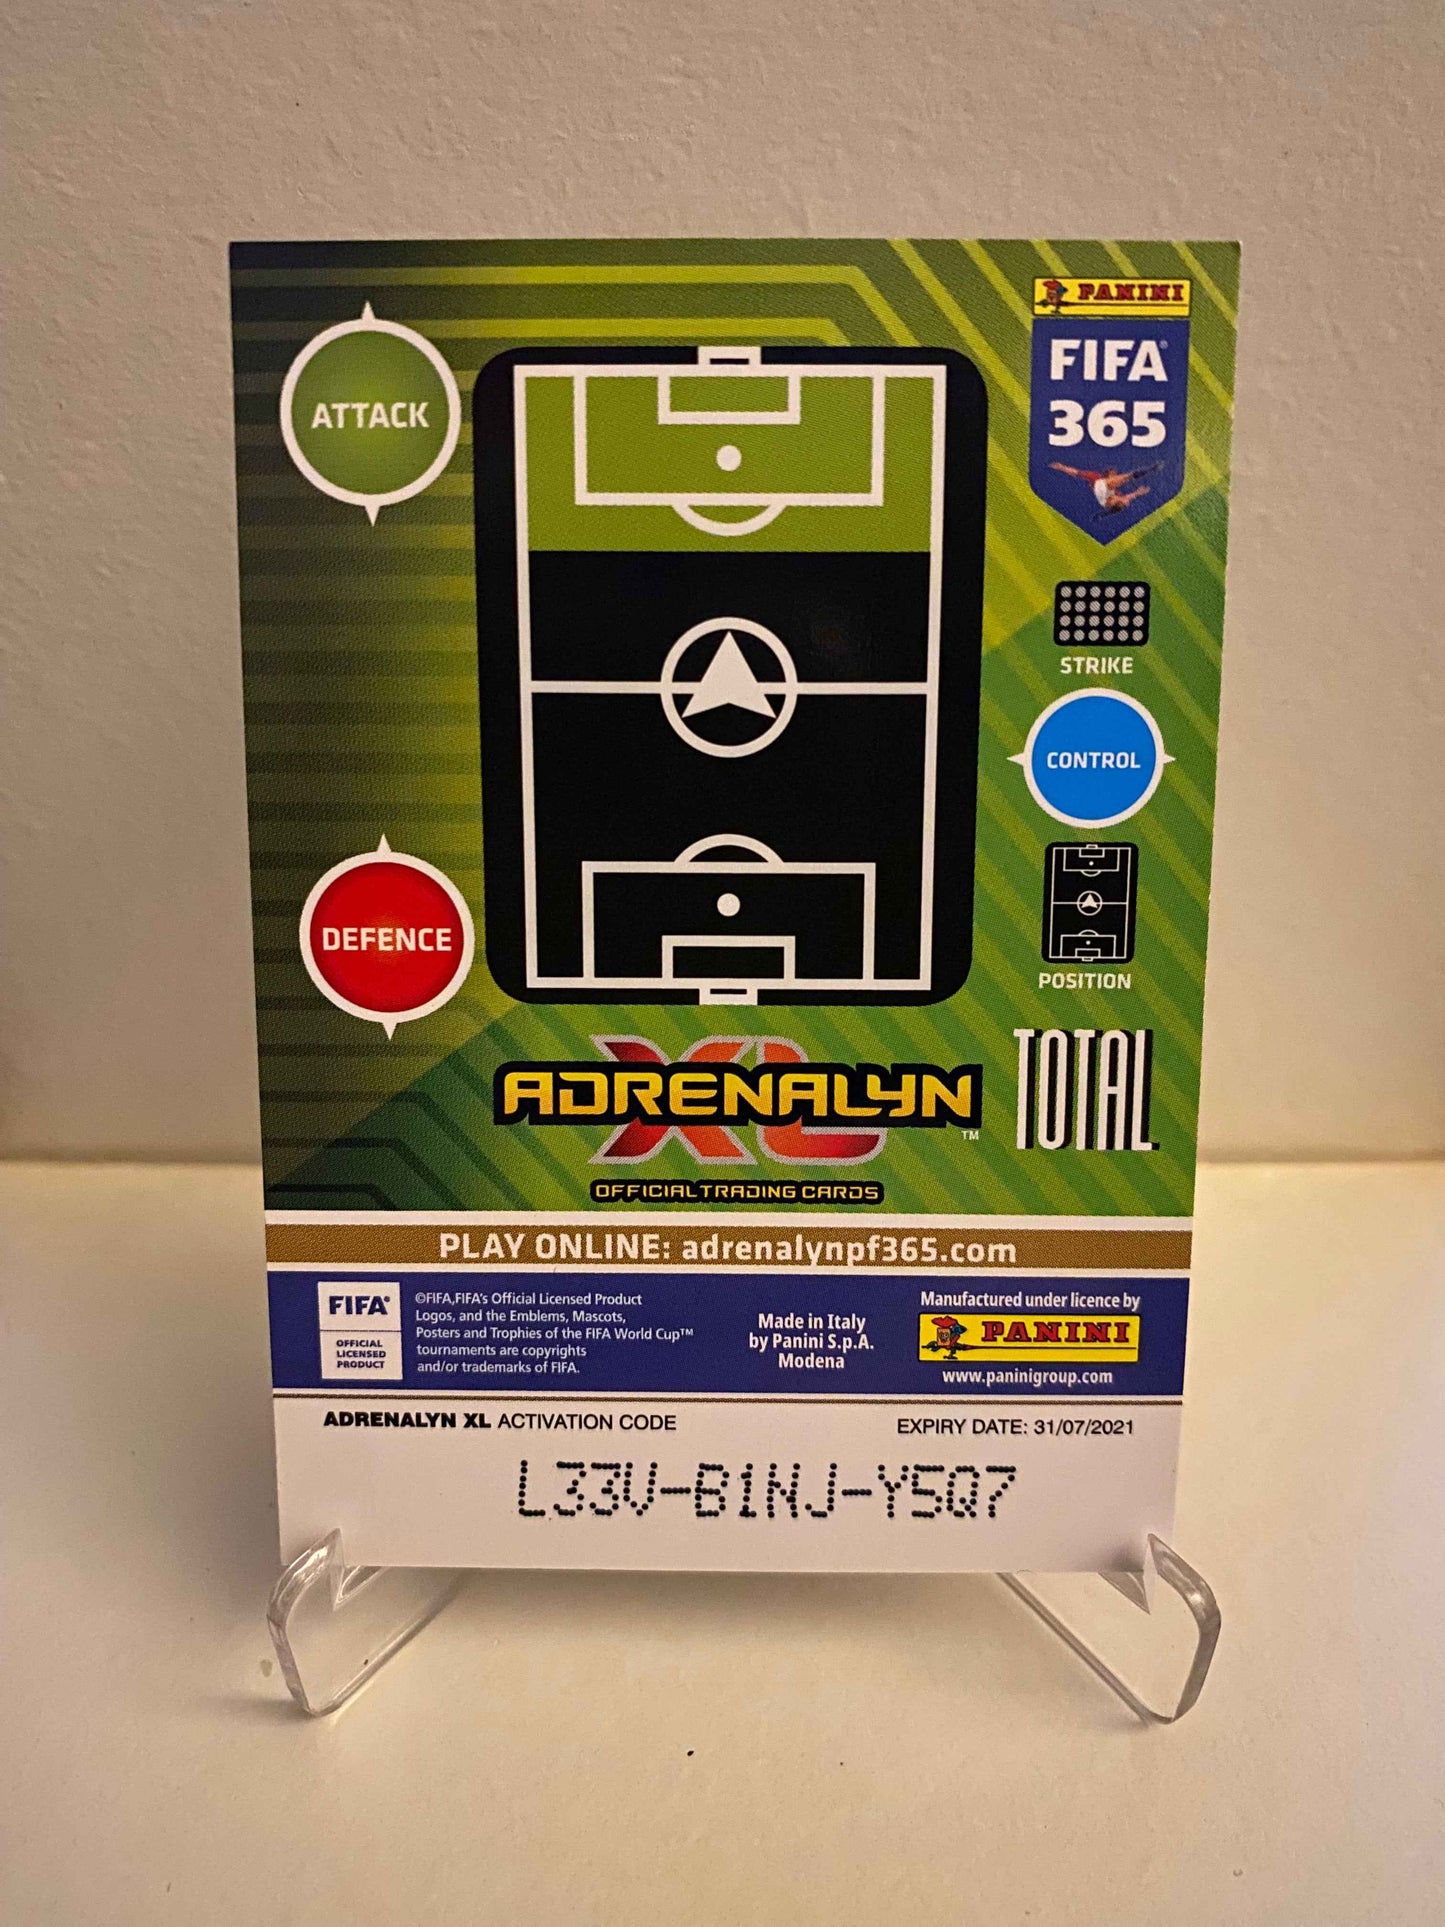 PANINI
FIFA
365
ATTACK
STRIKE
CONTROL
DEFENCE
POSITION
ADRENALYN
XL
TM
TOTAL
OFFICIAL TRADING CARDS
PLAY ONLINE: adrenalynpf365.com
FIFA®
OFFICIAL
LICENSED
PRODUCT
©FIFA,FIFA's Official Licensed Product
Logos, and the Emblems, Mascots,
Posters and Trophies of the FIFA World Cup™
tournaments are copyrights
and/or trademarks of FIFA.
Made in Italy
by Panini S.p.A.
Modena
Manufactured under licence by
PANINI
www.paninigroup.com
ADRENALYN XL ACTIVATION CODE
EXPIRY DATE: 31/07/2021
L33V-B1NJ-Y5Q7